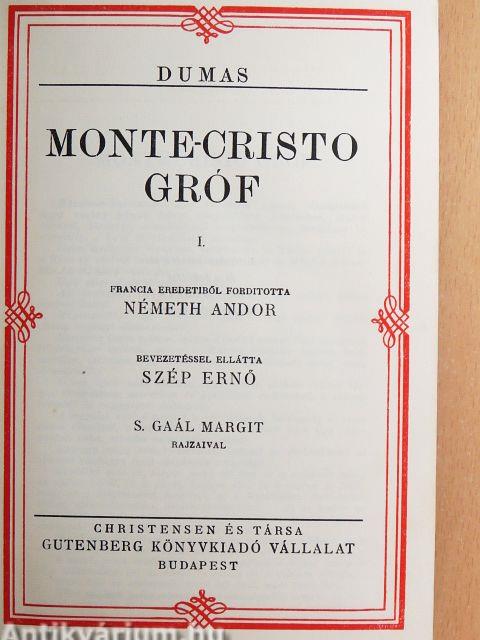 DUMAS
MONTE-CRISTO
GRÓF
I.
FRANCIA EREDETIBŐL FORDITOTTA
NÉMETH ANDOR
BEVEZETÉSSEL ELLÁTTA
SZÉP ERNŐ
S. GAÁL MARGIT
RAJZAIVAL
CHRISTENSEN ÉS TÁRSA
GUTENBERG KÖNYVKIADÓ VÁLLALAT
BUDAPEST
Antikvárium.hu